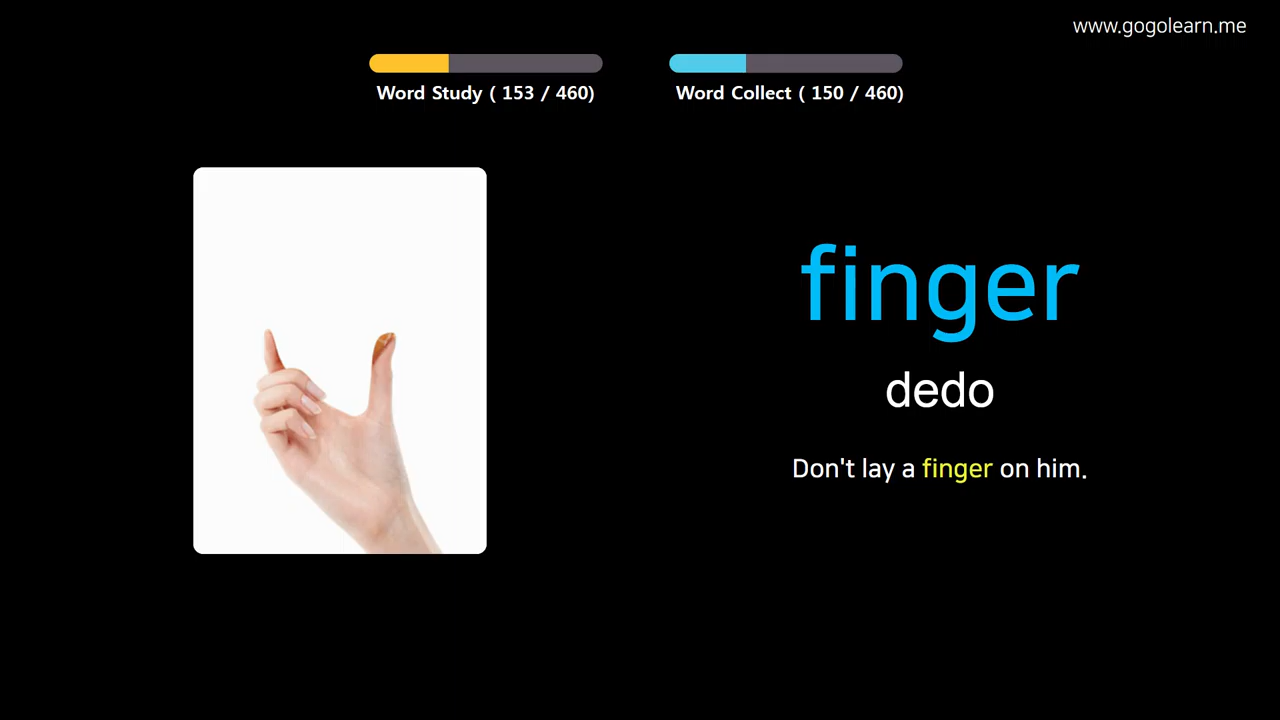 www.gogolearn.me
Word Study ( 153 / 460)
Word Collect ( 150 / 460)
finger
dedo
Don't lay a finger on him.